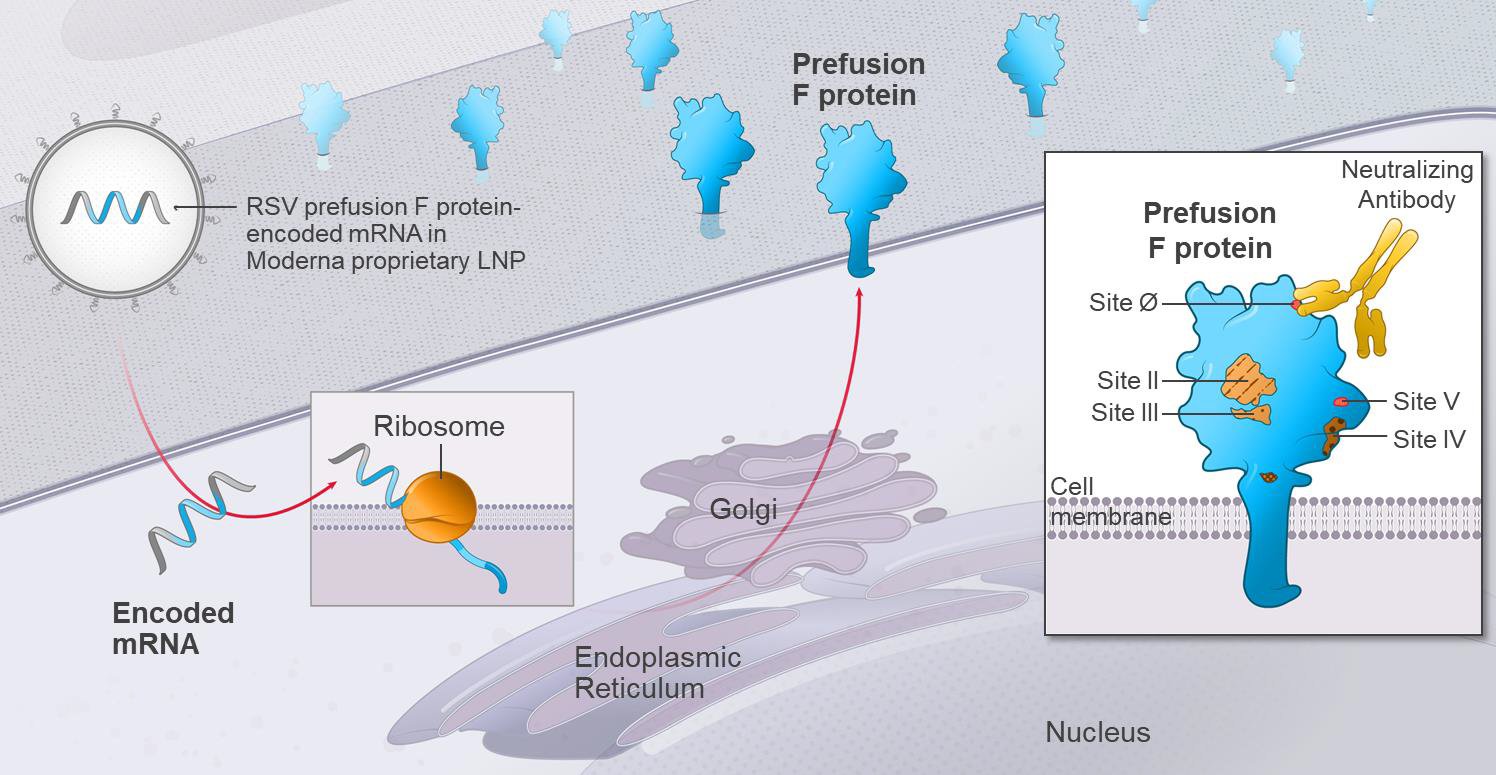 Prefusion
F protein
RSV prefusion F protein-
encoded mRNA in
Moderna proprietary LNP
Ribosome
Encoded
mRNA
Golgi
Endoplasmic
Reticulum
Nucleus
Neutralizing
Antibody
Prefusion
F protein
Site Ø
Site II
Site III
Site V
Site IV
Cell
membrane